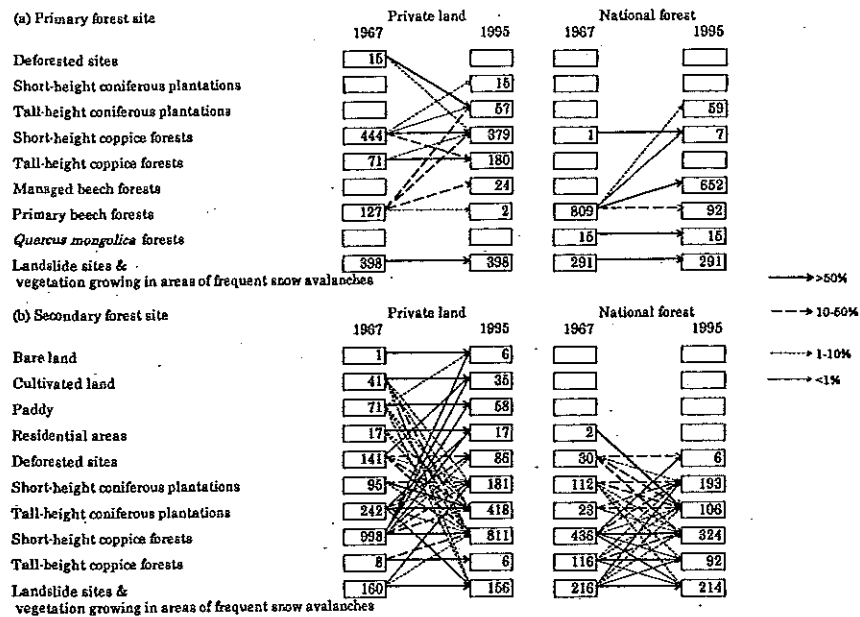 (a) Primary forest site Private land National forest
1967 1995 1967 1995
Deforested sites 15
Short-height coniferous plantations 15
Tall-height coniferous plantations 57 59
Short-height coppice forests 444 379 1 7
Tall-height coppice forests 71 180
Managed beech forests 24 652
Primary beech forests 127 2 809 92
Quercus mongolica forests 15 15
Landslide sites & 398 398 291 291
vegetation growing in areas of frequent snow avalanches
>50%
(b) Secondary forest site Private land National forest
10-50%
1967 1995 1967 1995
Bare land 1 6
1-10%
Cultivated land 41 35
<1%
Paddy 71 58
Residential areas 17 17 2
Deforested sites 141 85 30 6
Short-height coniferous plantations 95 181 112 193
Tall-height coniferous plantations 242 418 23 106
Short-height coppice forests 998 811 436 324
Tall-height coppice forests 8 6 116 92
Landslide sites & 160 156 216 214
vegetation growing in areas of frequent snow avalanches